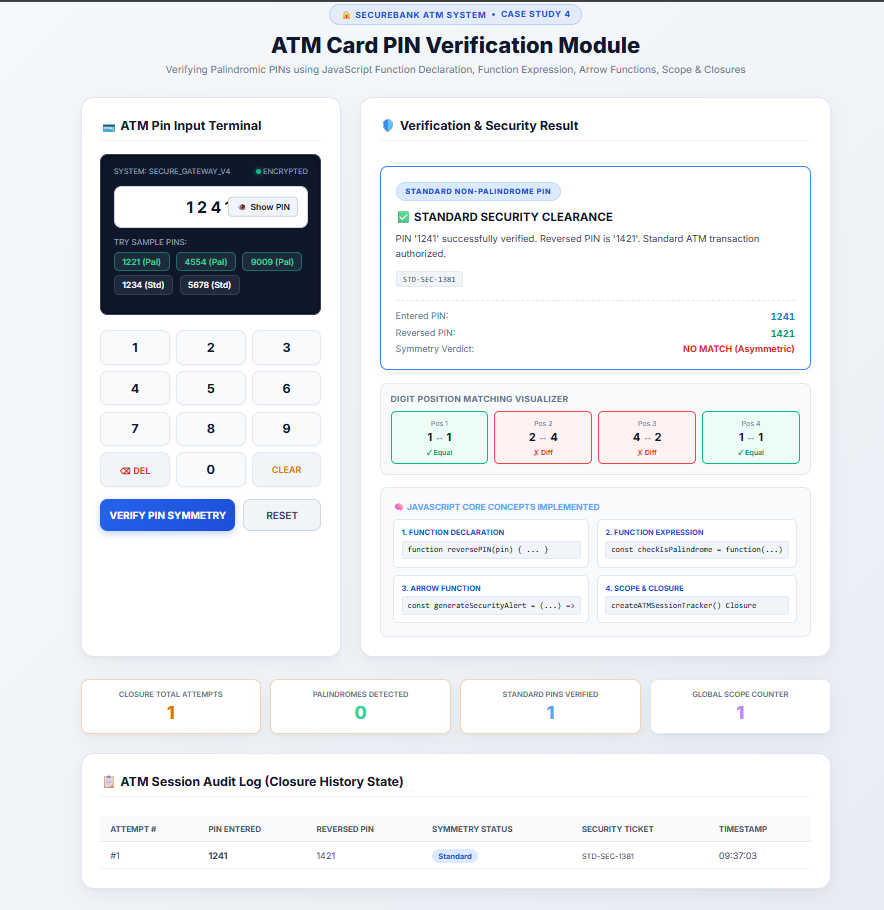 🔒 SECUREBANK ATM SYSTEM • CASE STUDY 4
ATM Card PIN Verification Module
Verifying Palindromic PINs using JavaScript Function Declaration, Function Expression, Arrow Functions, Scope & Closures
💳 ATM Pin Input Terminal
SYSTEM: SECURE_GATEWAY_V4 ENCRYPTED
1 2 4 Show PIN
TRY SAMPLE PINS:
1221 (Pal) 4554 (Pal) 9009 (Pal)
1234 (Std) 5678 (Std)
1 2 3
4 5 6
7 8 9
⌫ DEL 0 CLEAR
VERIFY PIN SYMMETRY RESET
🛡️ Verification & Security Result
STANDARD NON-PALINDROME PIN
✅ STANDARD SECURITY CLEARANCE
PIN '1241' successfully verified. Reversed PIN is '1421'. Standard ATM transaction
authorized.
STD-SEC-1381
Entered PIN: 1241
Reversed PIN: 1421
Symmetry Verdict: NO MATCH (Asymmetric)
DIGIT POSITION MATCHING VISUALIZER
Pos 1 Pos 2 Pos 3 Pos 4
1 ↔ 1 2 ↔ 4 4 ↔ 2 1 ↔ 1
✓ Equal ✗ Diff ✗ Diff ✓ Equal
🧠 JAVASCRIPT CORE CONCEPTS IMPLEMENTED
1. FUNCTION DECLARATION 2. FUNCTION EXPRESSION
function reversePIN(pin) { ... } const checkIsPalindrome = function(...)
3. ARROW FUNCTION 4. SCOPE & CLOSURE
const generateSecurityAlert = (...) => createATMSessionTracker() Closure
CLOSURE TOTAL ATTEMPTS PALINDROMES DETECTED STANDARD PINS VERIFIED GLOBAL SCOPE COUNTER
1 0 1 1
📋 ATM Session Audit Log (Closure History State)
ATTEMPT # PIN ENTERED REVERSED PIN SYMMETRY STATUS SECURITY TICKET TIMESTAMP
#1 1241 1421 Standard STD-SEC-1381 09:37:03